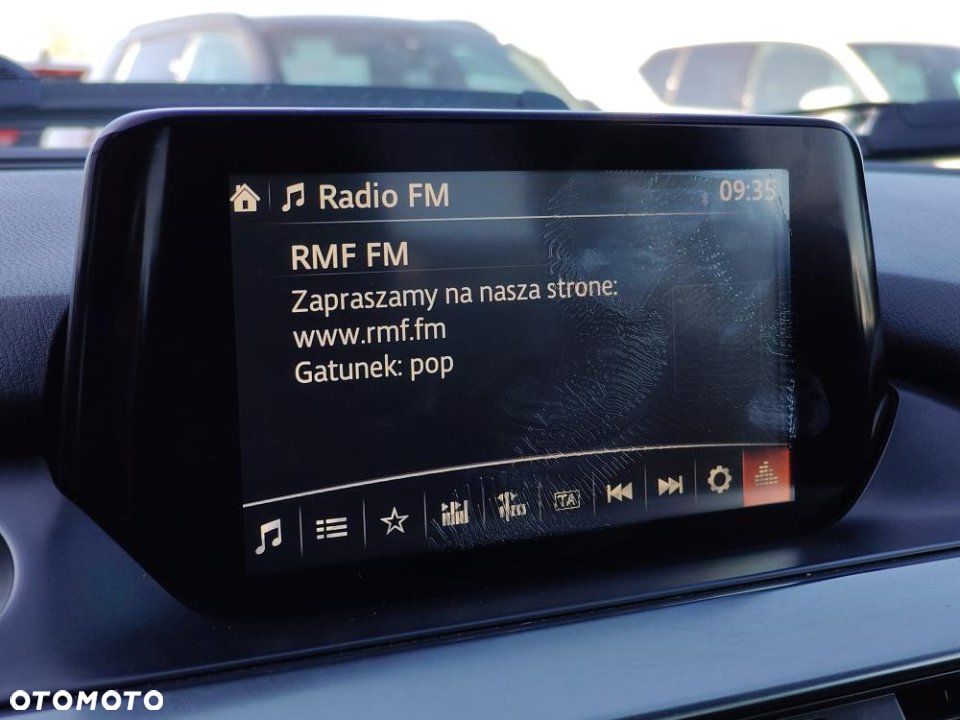 Radio FM
09:35
RMF FM
Zapraszamy na nasza strone:
www.rmf.fm
Gatunek: pop
TA
OTOMOTO